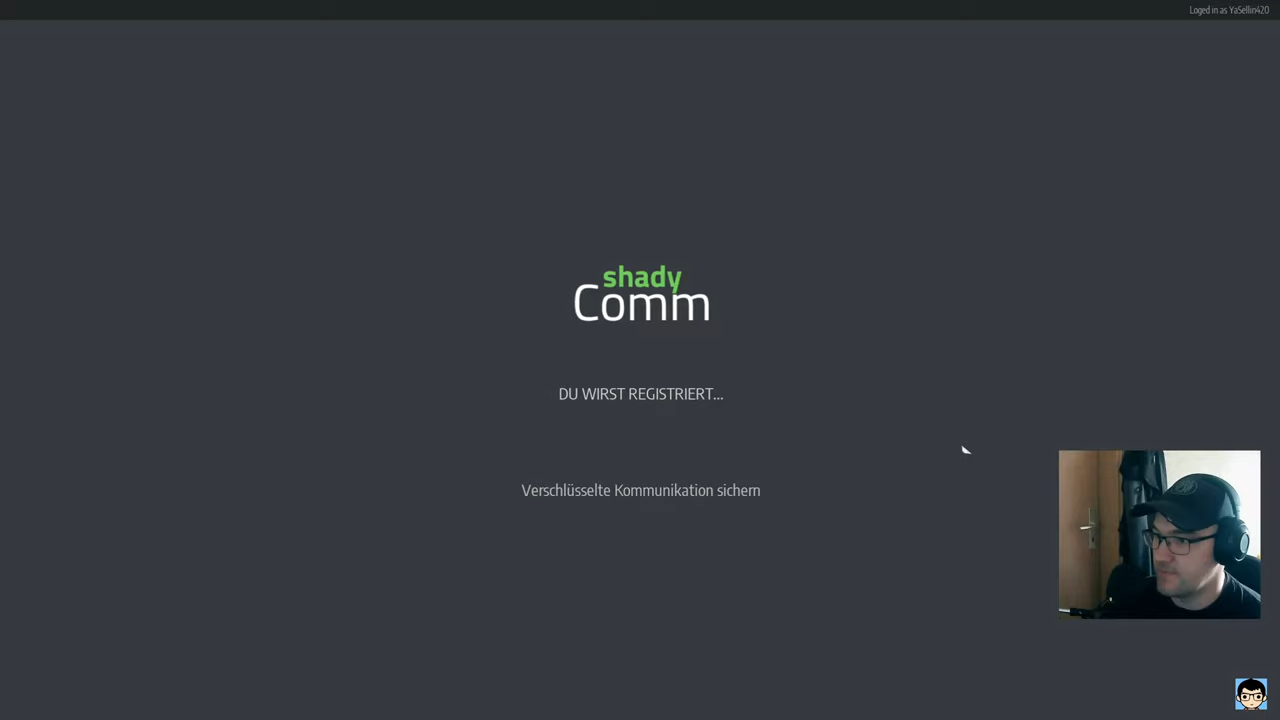 Loged in as YaSellin420
shady
Comm
DU WIRST REGISTRIERT...
Verschlüsselte Kommunikation sichern